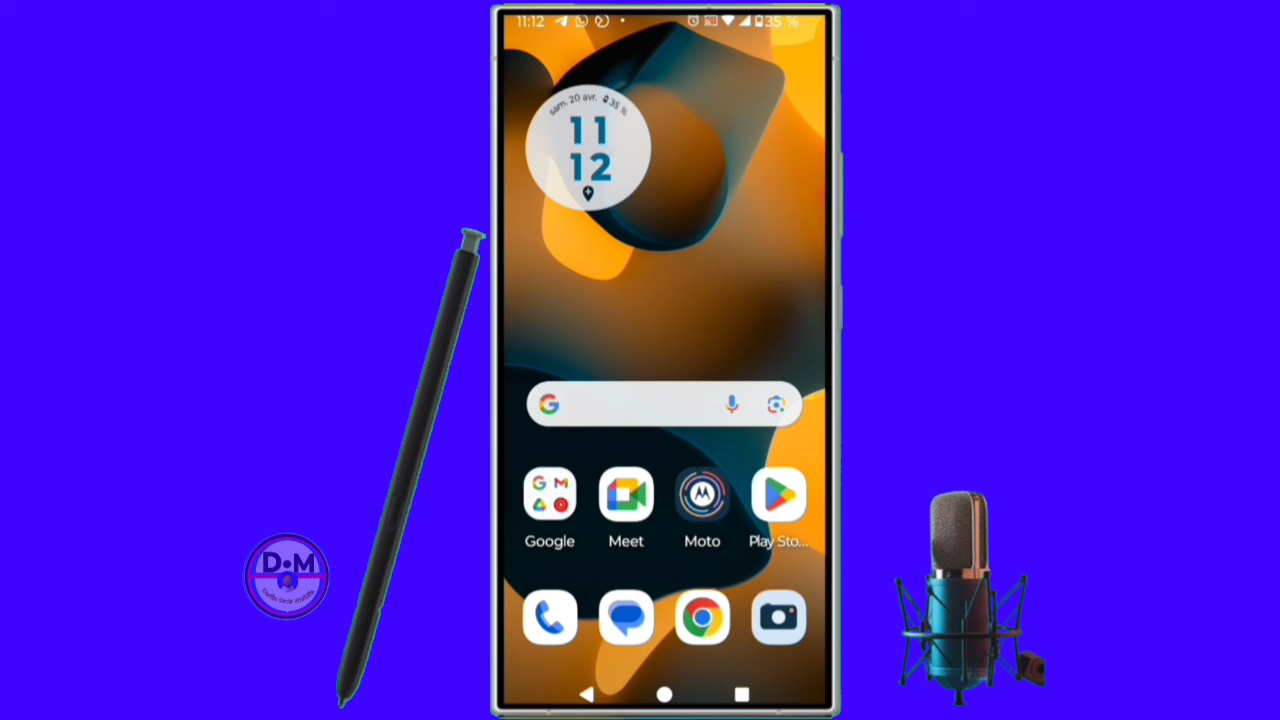 11:12
35 %
sam. 20 avr. 35 %
11
12
Google
Meet
Moto
Play Sto...
D•M